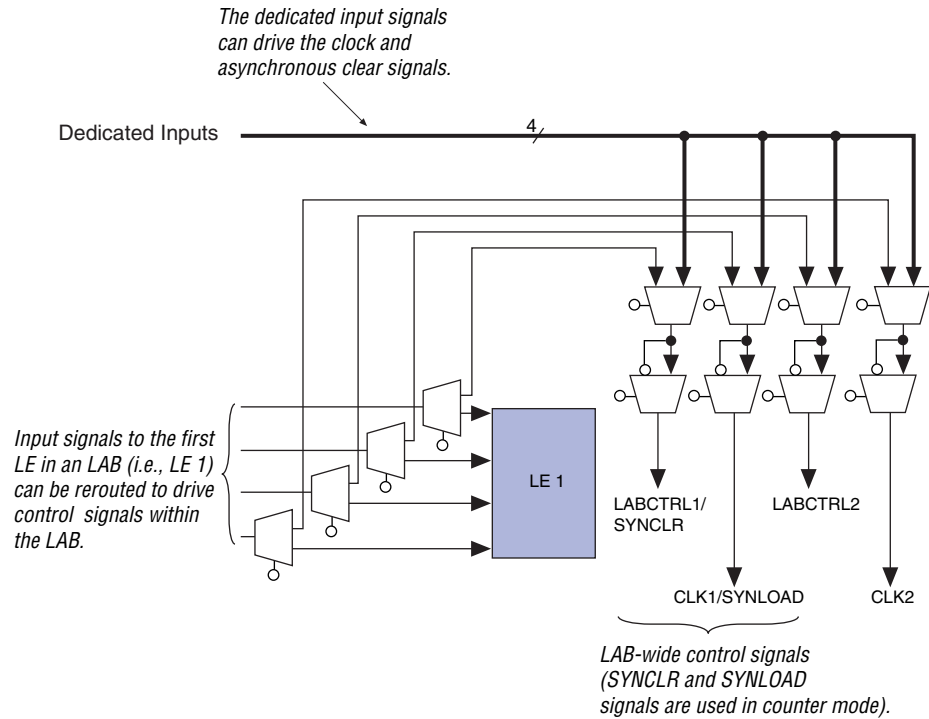 The dedicated input signals
can drive the clock and
asynchronous clear signals.
Dedicated Inputs
4
Input signals to the first
LE in an LAB (i.e., LE 1)
can be rerouted to drive
control signals within
the LAB.
LE 1
LABCTRL1/
SYNCLR
LABCTRL2
CLK1/SYNLOAD
CLK2
LAB-wide control signals
(SYNCLR and SYNLOAD
signals are used in counter mode).